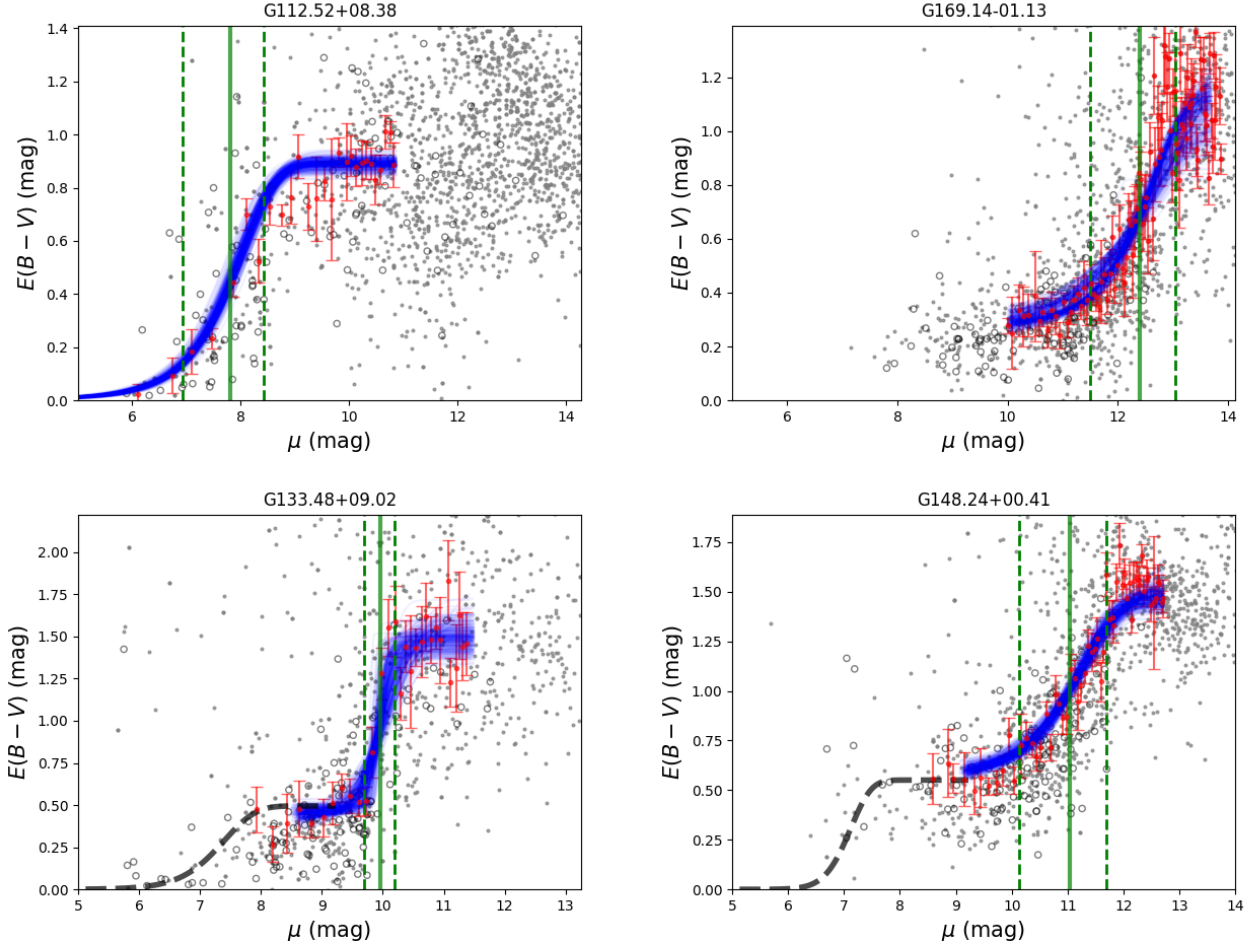 G112.52+08.38
E(B − V) (mag)
1.4
1.2
1.0
0.8
0.6
0.4
0.2
0.0
6 8 10 12 14
μ (mag)
G169.14-01.13
E(B − V) (mag)
1.2
1.0
0.8
0.6
0.4
0.2
0.0
6 8 10 12 14
μ (mag)
G133.48+09.02
E(B − V) (mag)
2.00
1.75
1.50
1.25
1.00
0.75
0.50
0.25
0.00
5 6 7 8 9 10 11 12 13
μ (mag)
G148.24+00.41
E(B − V) (mag)
1.75
1.50
1.25
1.00
0.75
0.50
0.25
0.00
5 6 7 8 9 10 11 12 13 14
μ (mag)